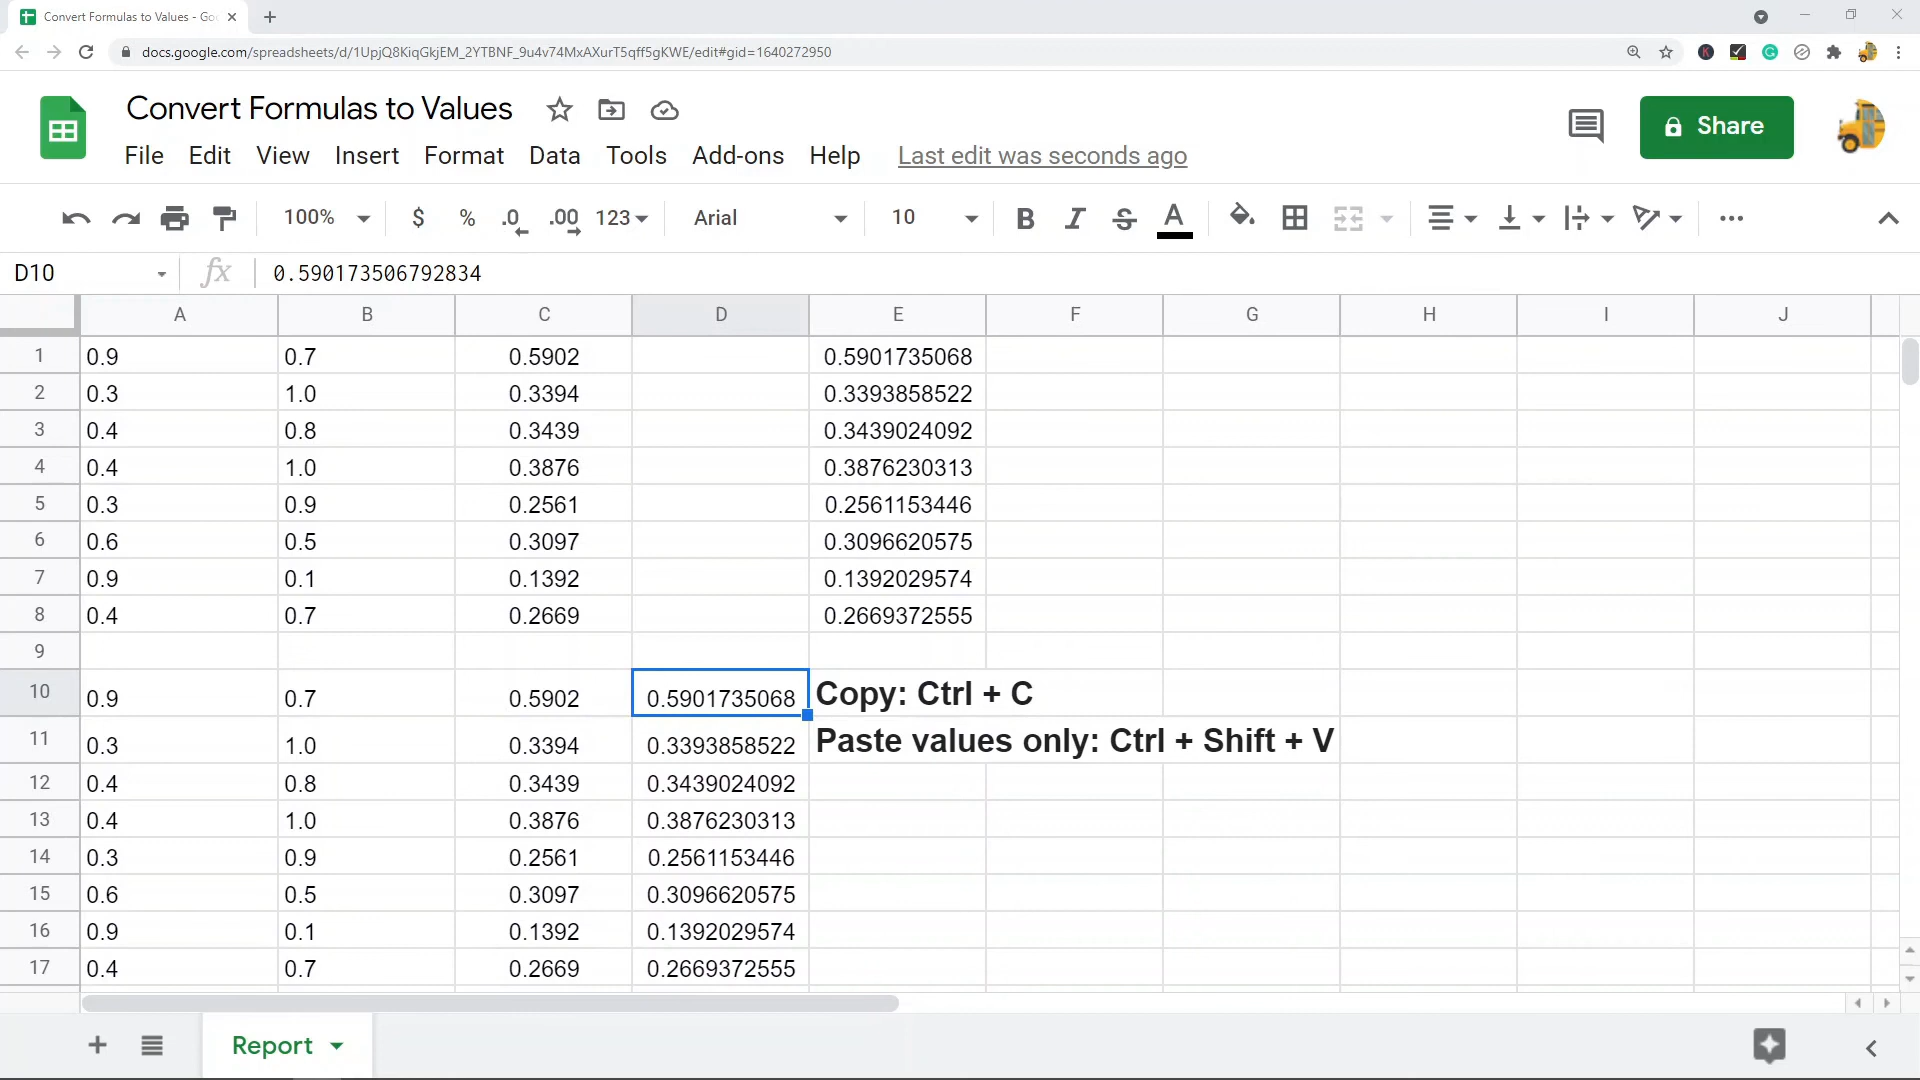 Convert Formulas to Values - Goo
docs.google.com/spreadsheets/d/1UpjQ8KiqGkjEM_2YTBNF_9u4v74MxAXurT5qff5gKWE/edit#gid=1640272950
Convert Formulas to Values
Share
File Edit View Insert Format Data Tools Add-ons Help Last edit was seconds ago
100% $ % .0 .00 123 Arial 10 B I S A
D10 fx 0.590173506792834
A B C D E F G H I J
1 0.9 0.7 0.5902 0.5901735068
2 0.3 1.0 0.3394 0.3393858522
3 0.4 0.8 0.3439 0.3439024092
4 0.4 1.0 0.3876 0.3876230313
5 0.3 0.9 0.2561 0.2561153446
6 0.6 0.5 0.3097 0.3096620575
7 0.9 0.1 0.1392 0.1392029574
8 0.4 0.7 0.2669 0.2669372555
9
10 0.9 0.7 0.5902 0.5901735068 Copy: Ctrl + C
11 0.3 1.0 0.3394 0.3393858522 Paste values only: Ctrl + Shift + V
12 0.4 0.8 0.3439 0.3439024092
13 0.4 1.0 0.3876 0.3876230313
14 0.3 0.9 0.2561 0.2561153446
15 0.6 0.5 0.3097 0.3096620575
16 0.9 0.1 0.1392 0.1392029574
17 0.4 0.7 0.2669 0.2669372555
Report